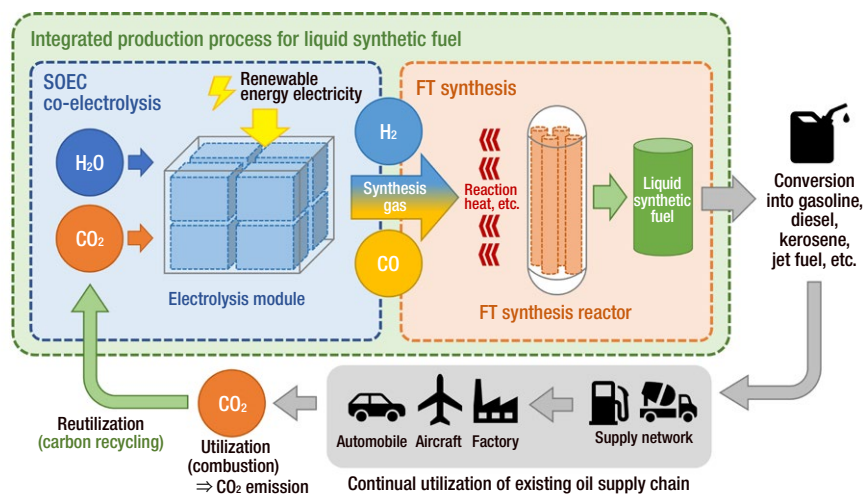 Integrated production process for liquid synthetic fuel
SOEC
co-electrolysis
Renewable
energy electricity
H₂O
CO₂
Electrolysis module
H₂
Synthesis
gas
CO
FT synthesis
Reaction
heat, etc.
FT synthesis reactor
Liquid
synthetic
fuel
Conversion
into gasoline,
diesel,
kerosene,
jet fuel, etc.
Reutilization
(carbon recycling)
CO₂
Utilization
(combustion)
⇒ CO₂ emission
Automobile
Aircraft
Factory
Supply network
Continual utilization of existing oil supply chain